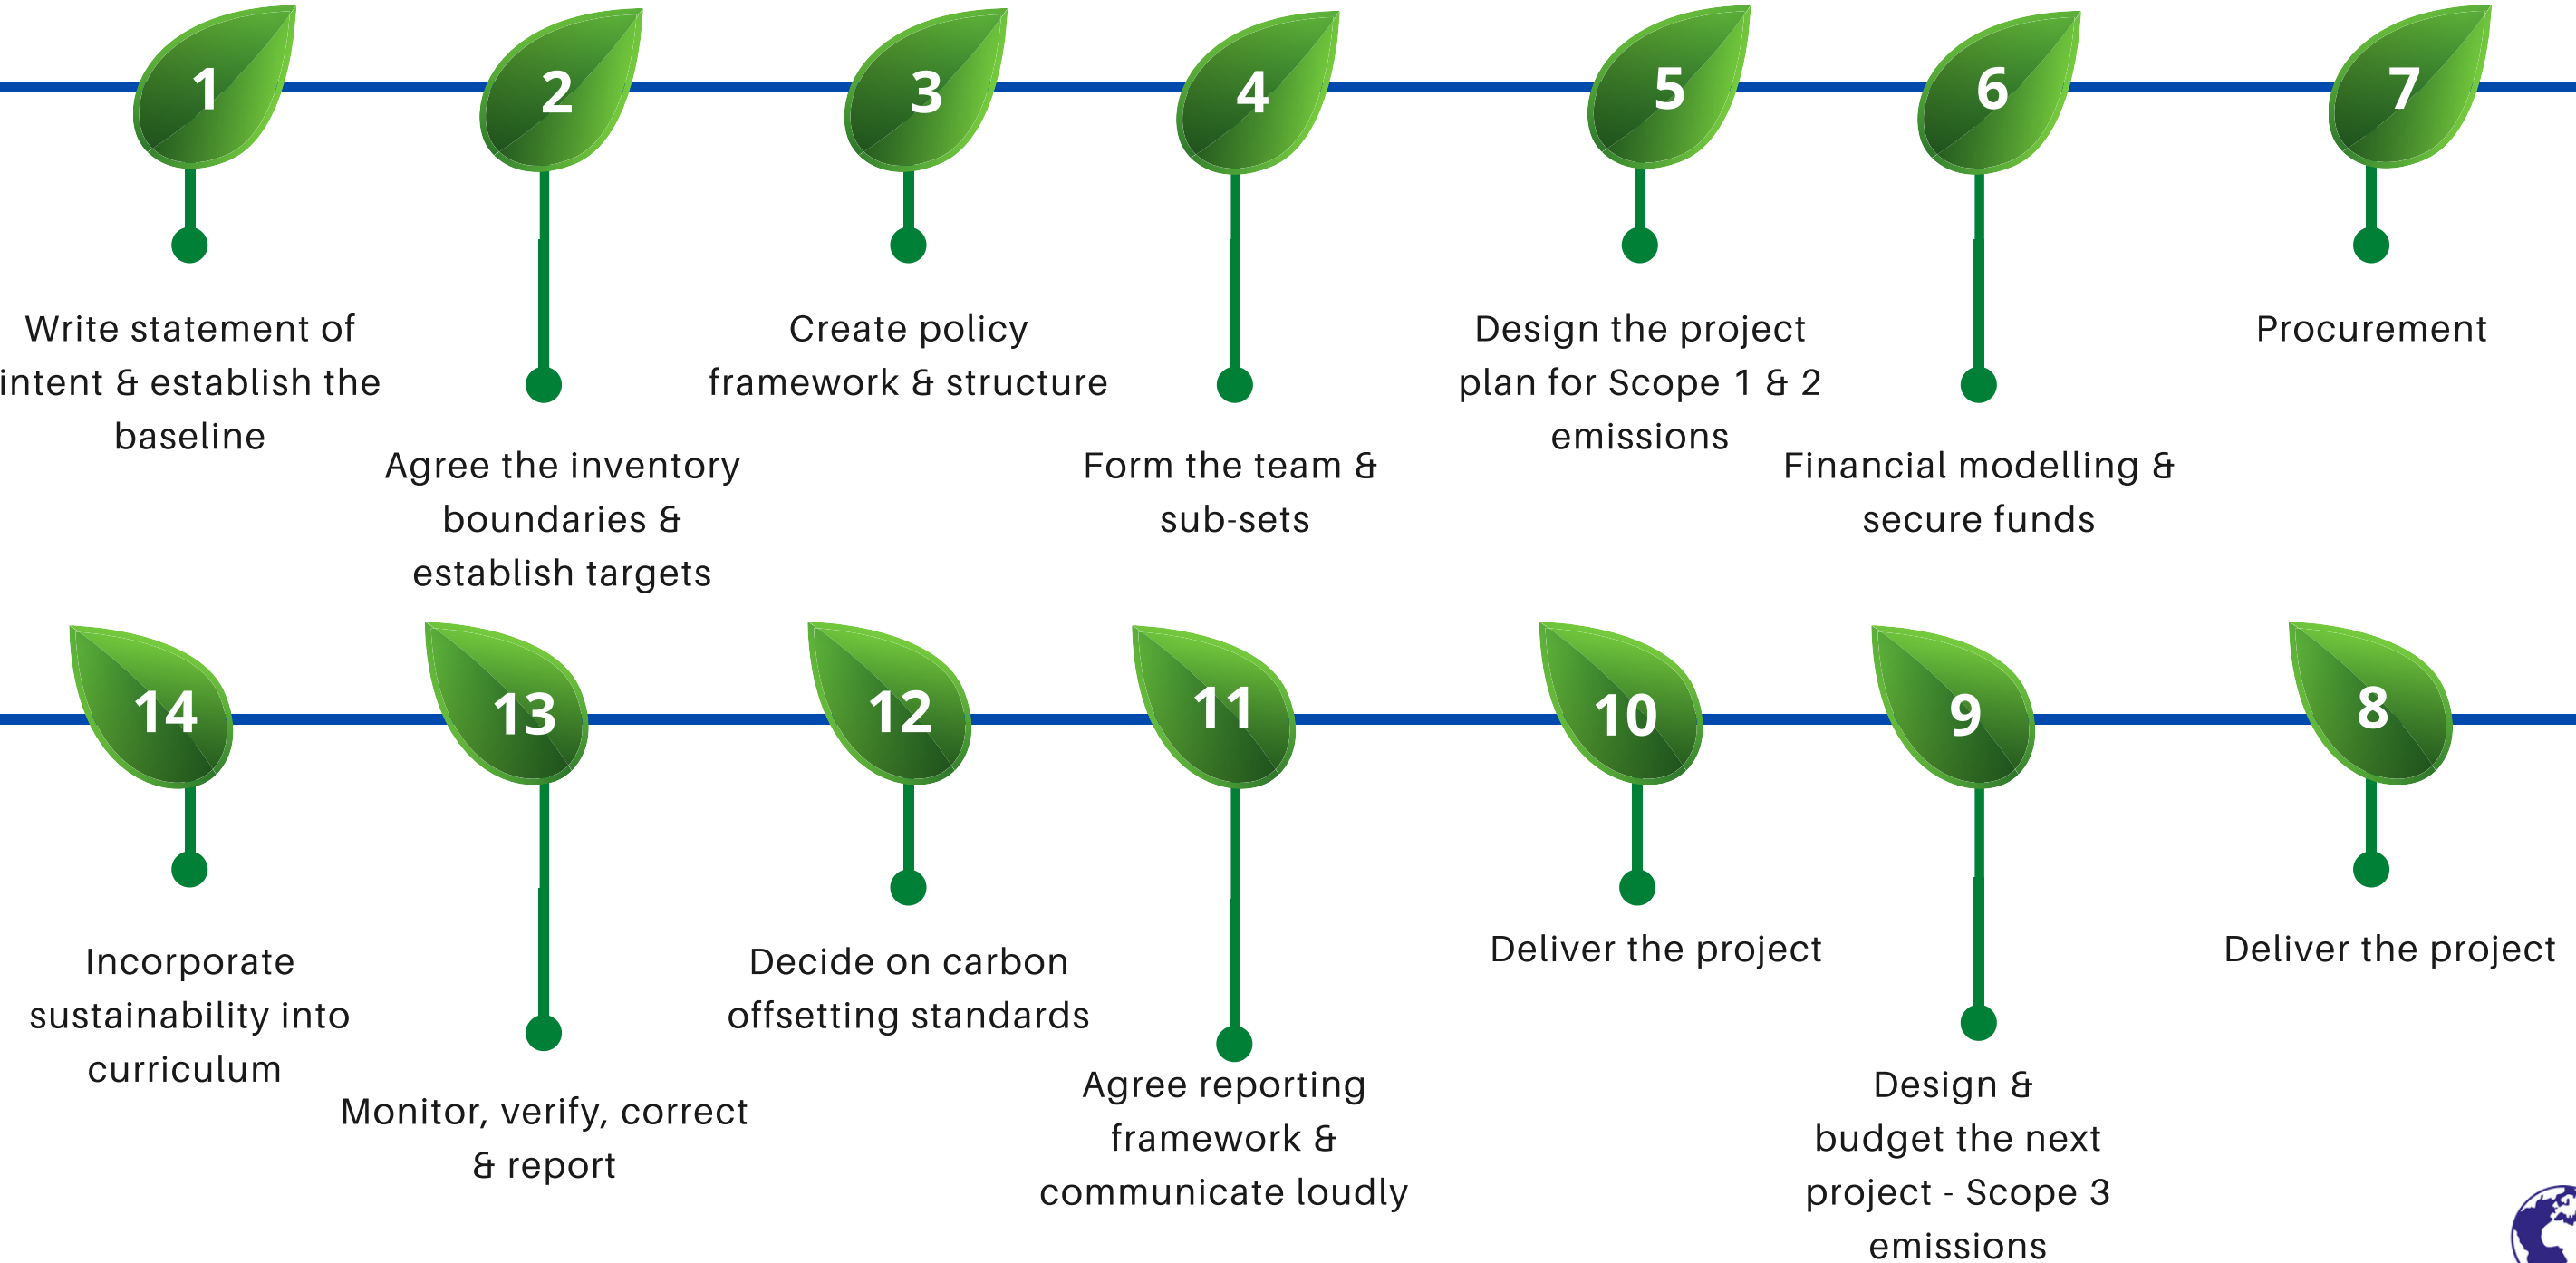 1
Write statement of
intent & establish the
baseline
2
Agree the inventory
boundaries &
establish targets
3
Create policy
framework & structure
4
Form the team &
sub-sets
5
Design the project
plan for Scope 1 & 2
emissions
6
Financial modelling &
secure funds
7
Procurement
14
Incorporate
sustainability into
curriculum
13
Monitor, verify, correct
& report
12
Decide on carbon
offsetting standards
11
Agree reporting
framework &
communicate loudly
10
Deliver the project
9
Design &
budget the next
project - Scope 3
emissions
8
Deliver the project